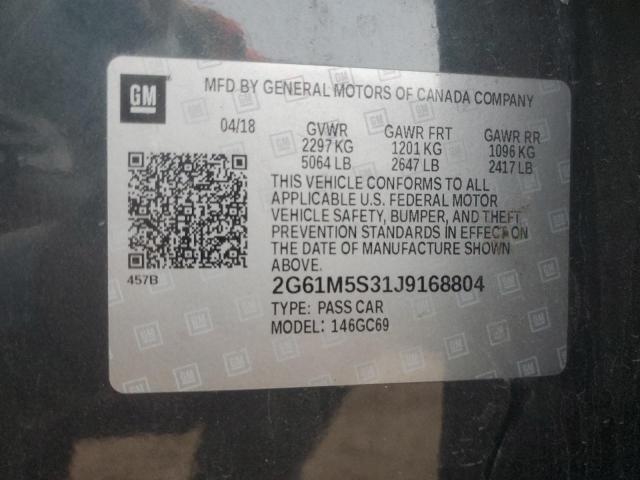 GM
MFD BY GENERAL MOTORS OF CANADA COMPANY
04/18 GVWR GAWR FRT GAWR RR
2297 KG 1201 KG 1096 KG
5064 LB 2647 LB 2417 LB
THIS VEHICLE CONFORMS TO ALL
APPLICABLE U.S. FEDERAL MOTOR
VEHICLE SAFETY, BUMPER, AND THEFT
PREVENTION STANDARDS IN EFFECT ON
THE DATE OF MANUFACTURE SHOWN
ABOVE.
457B
2G61M5S31J9168804
TYPE: PASS CAR
MODEL: 146GC69